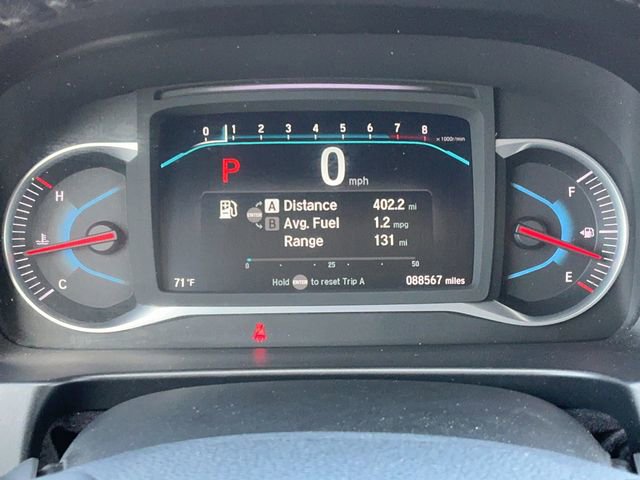 0 1 2 3 4 5 6 7 8 x1000r/min
P 0 mph
H
F
A Distance 402.2 mi
ENTER B Avg. Fuel 1.2 mpg
Range 131 mi
C
E
0 25 50
71°F Hold ENTER to reset Trip A 088567 miles